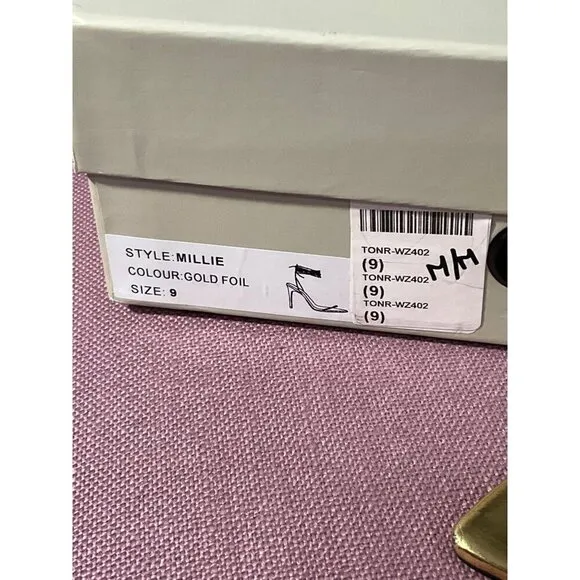 STYLE:MILLIE
COLOUR:GOLD FOIL
SIZE: 9
TONR-WZ402
(9)
TONR-WZ402
(9)
TONR-WZ402
(9)
M/M